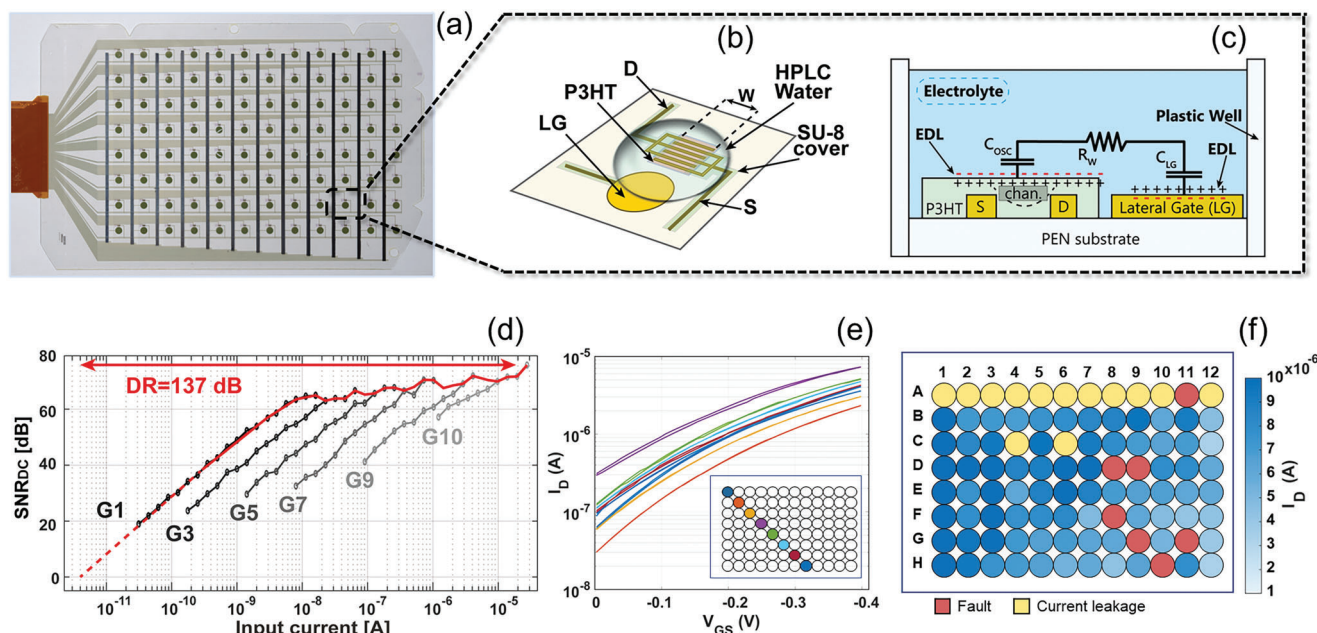 (a)
(b)
D
P3HT
LG
W
HPLC
Water
SU-8
cover
S
(c)
Electrolyte
Plastic Well
EDL
C_OSC
R_W
C_LG
EDL
+++++++++++++
P3HT
S
chan.
D
Lateral Gate (LG)
PEN substrate
(d)
SNR_DC [dB]
80
60
40
20
0
DR=137 dB
G1
G3
G5
G7
G9
G10
10^-11
10^-10
10^-9
10^-8
10^-7
10^-6
10^-5
Input current [A]
(e)
I_D (A)
10^-5
10^-6
10^-7
10^-8
0
-0.1
-0.2
-0.3
-0.4
V_GS (V)
(f)
1 2 3 4 5 6 7 8 9 10 11 12
A
B
C
D
E
F
G
H
10^×10^-6
9
8
7
6
5
4
3
2
1
I_D (A)
Fault
Current leakage